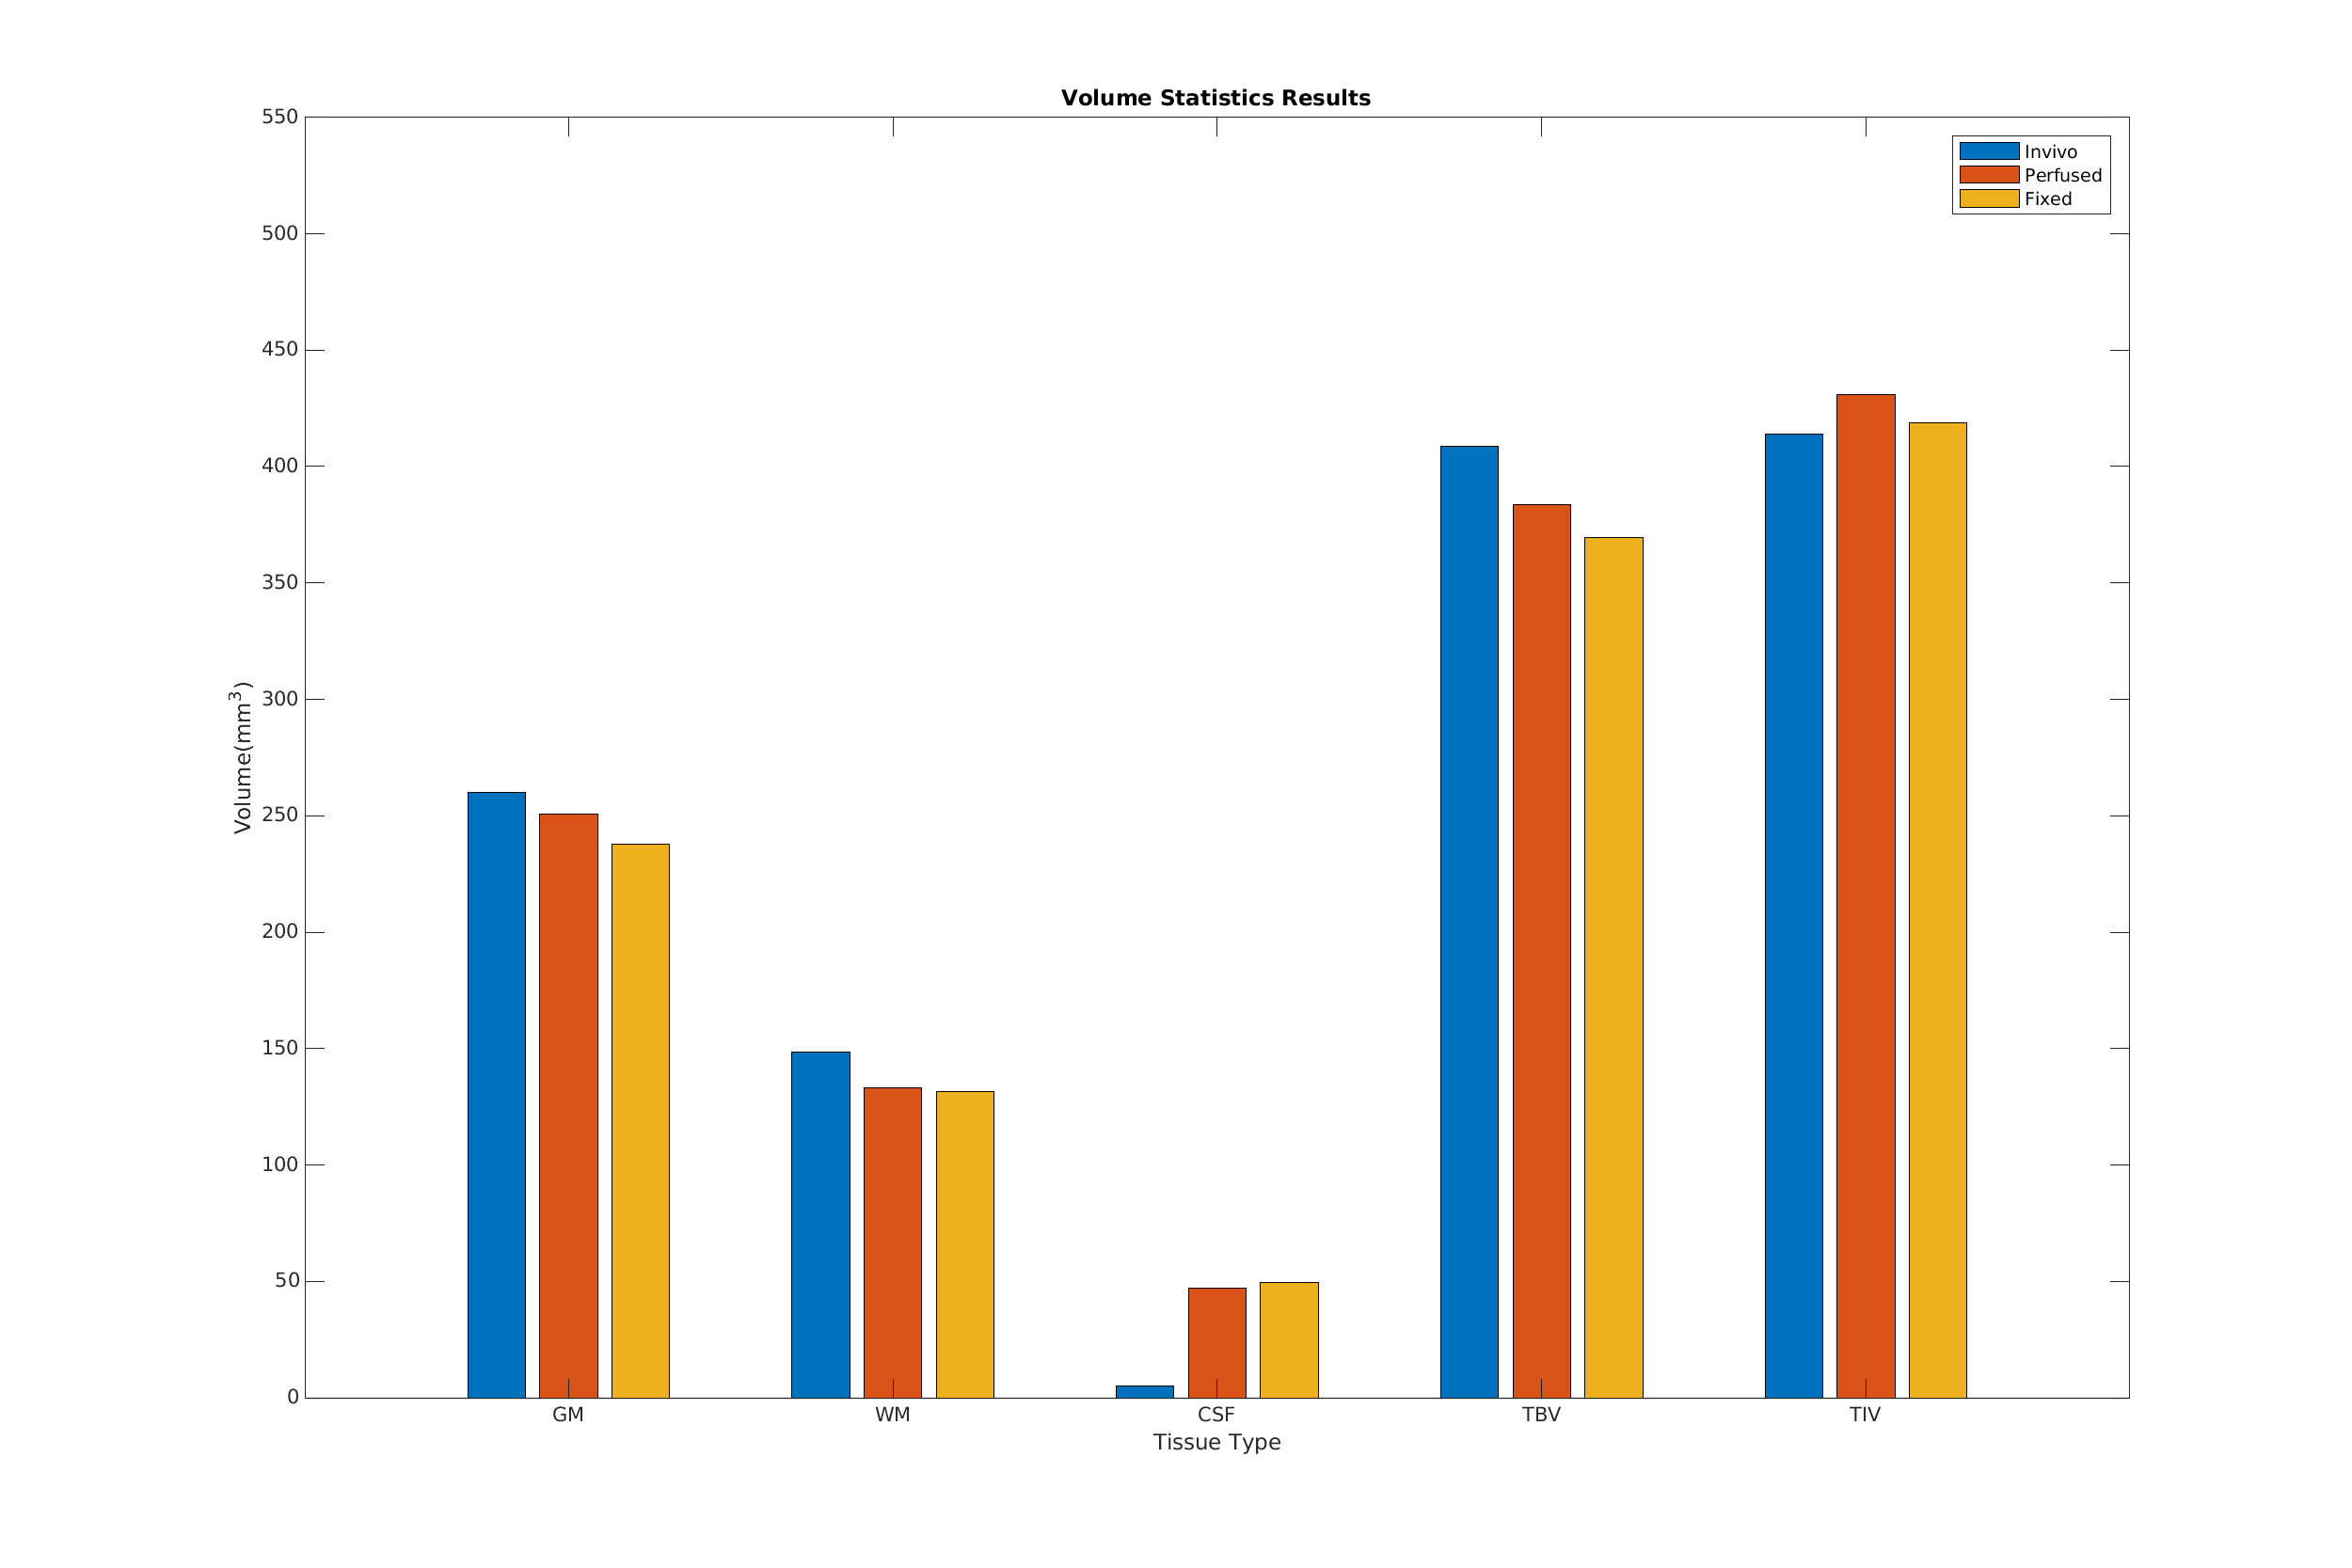 Volume Statistics Results
Invivo
Perfused
Fixed
550
500
450
400
350
300
250
200
150
100
50
0
Volume(mm³)
GM WM CSF TBV TIV
Tissue Type